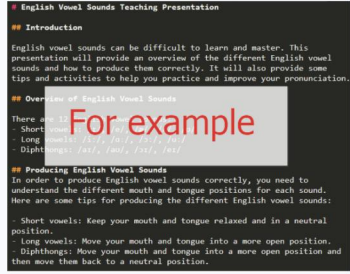 # English Vowel Sounds Teaching Presentation
## Introduction
English vowel sounds can be difficult to learn and master. This
presentation will provide an overview of the different English vowel
sounds and how to produce them correctly. It will also provide some
tips and activities to help you practice and improve your pronunciation.
## Overview of English Vowel Sounds
There are 12
For example
- Short
- Long
- Diphthongs:
## Producing English Vowel Sounds
In order to produce English vowel sounds correctly, you need to
understand the different mouth and tongue positions for each sound.
Here are some tips for producing the different English vowel sounds:
- Short vowels: Keep your mouth and tongue relaxed and in a neutral
position.
- Long vowels: Move your mouth and tongue into a more open position.
- Diphthongs: Move your mouth and tongue into a more open position and
then move them back to a neutral position.